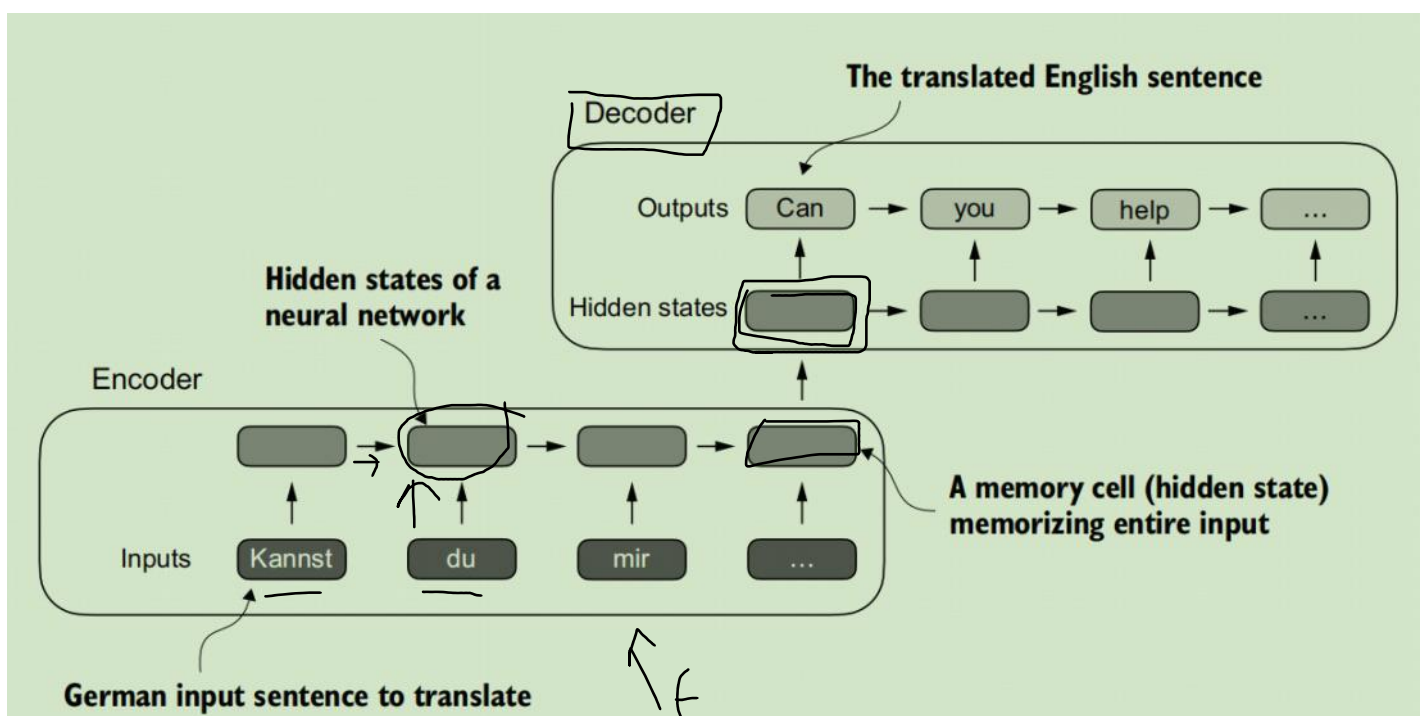 The translated English sentence
Decoder
Outputs Can you help ...
Hidden states of a
neural network
Hidden states ...
Encoder
A memory cell (hidden state)
memorizing entire input
Inputs Kannst du mir ...
German input sentence to translate